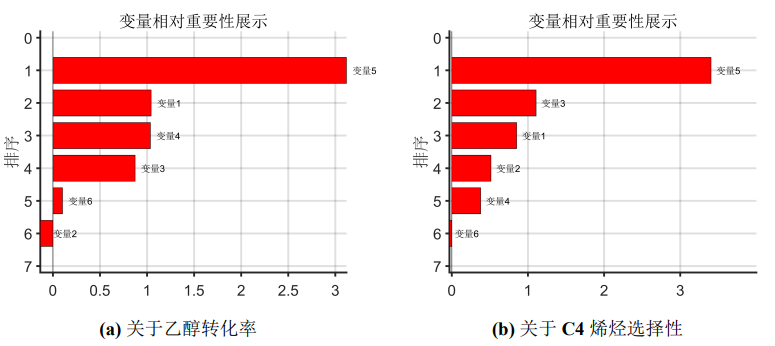 变量相对重要性展示
0
1
2
3
4
5
6
7
排序
变量5
变量1
变量4
变量3
变量6
变量2
0 0.5 1 1.5 2 2.5 3
(a) 关于乙醇转化率
变量相对重要性展示
0
1
2
3
4
5
6
7
排序
变量5
变量3
变量1
变量2
变量4
变量6
0 1 2 3
(b) 关于 C4 烯烃选择性